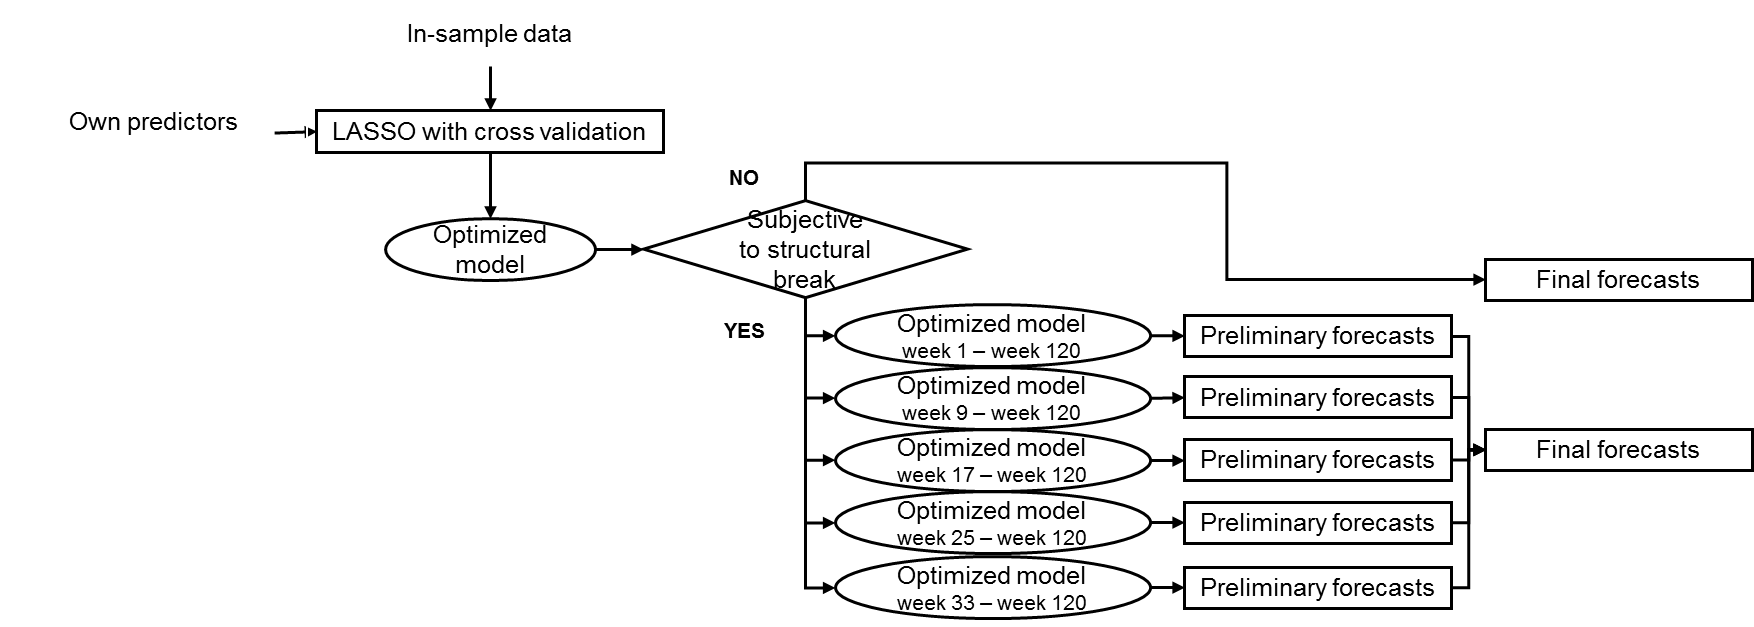 In-sample data
Own predictors
LASSO with cross validation
NO
Subjective
to structural
break
Optimized
model
Final forecasts
YES
Optimized model
week 1 – week 120
Preliminary forecasts
Optimized model
week 9 – week 120
Preliminary forecasts
Optimized model
week 17 – week 120
Preliminary forecasts
Final forecasts
Optimized model
week 25 – week 120
Preliminary forecasts
Optimized model
week 33 – week 120
Preliminary forecasts